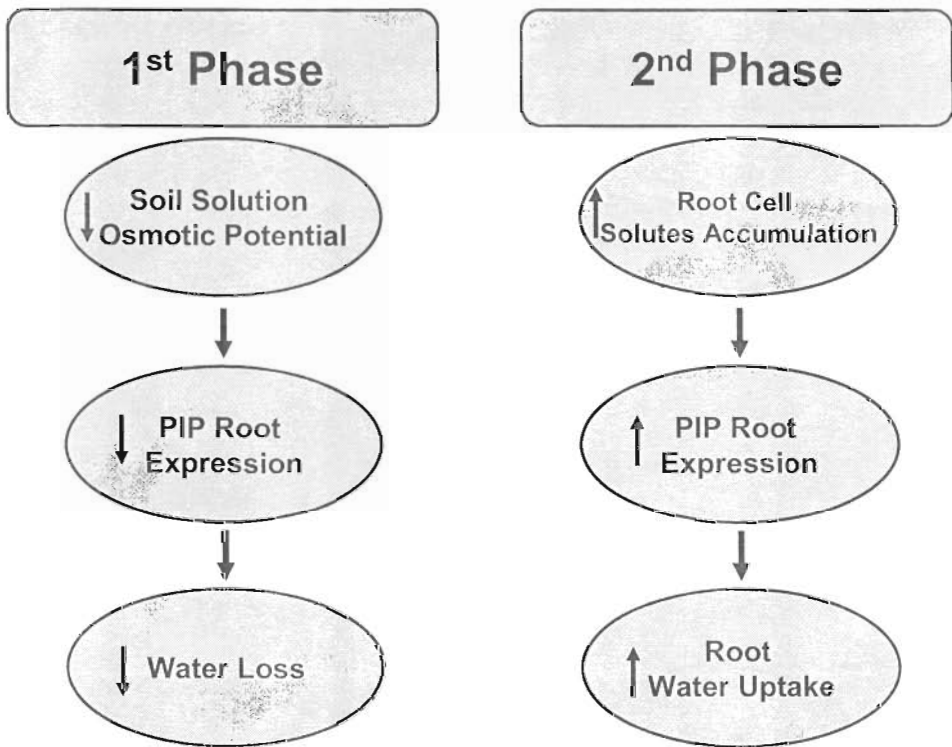 1st Phase
Soil Solution
Osmotic Potential
PIP Root
Expression
Water Loss
2nd Phase
Root Cell
Solutes Accumulation
PIP Root
Expression
Root
Water Uptake